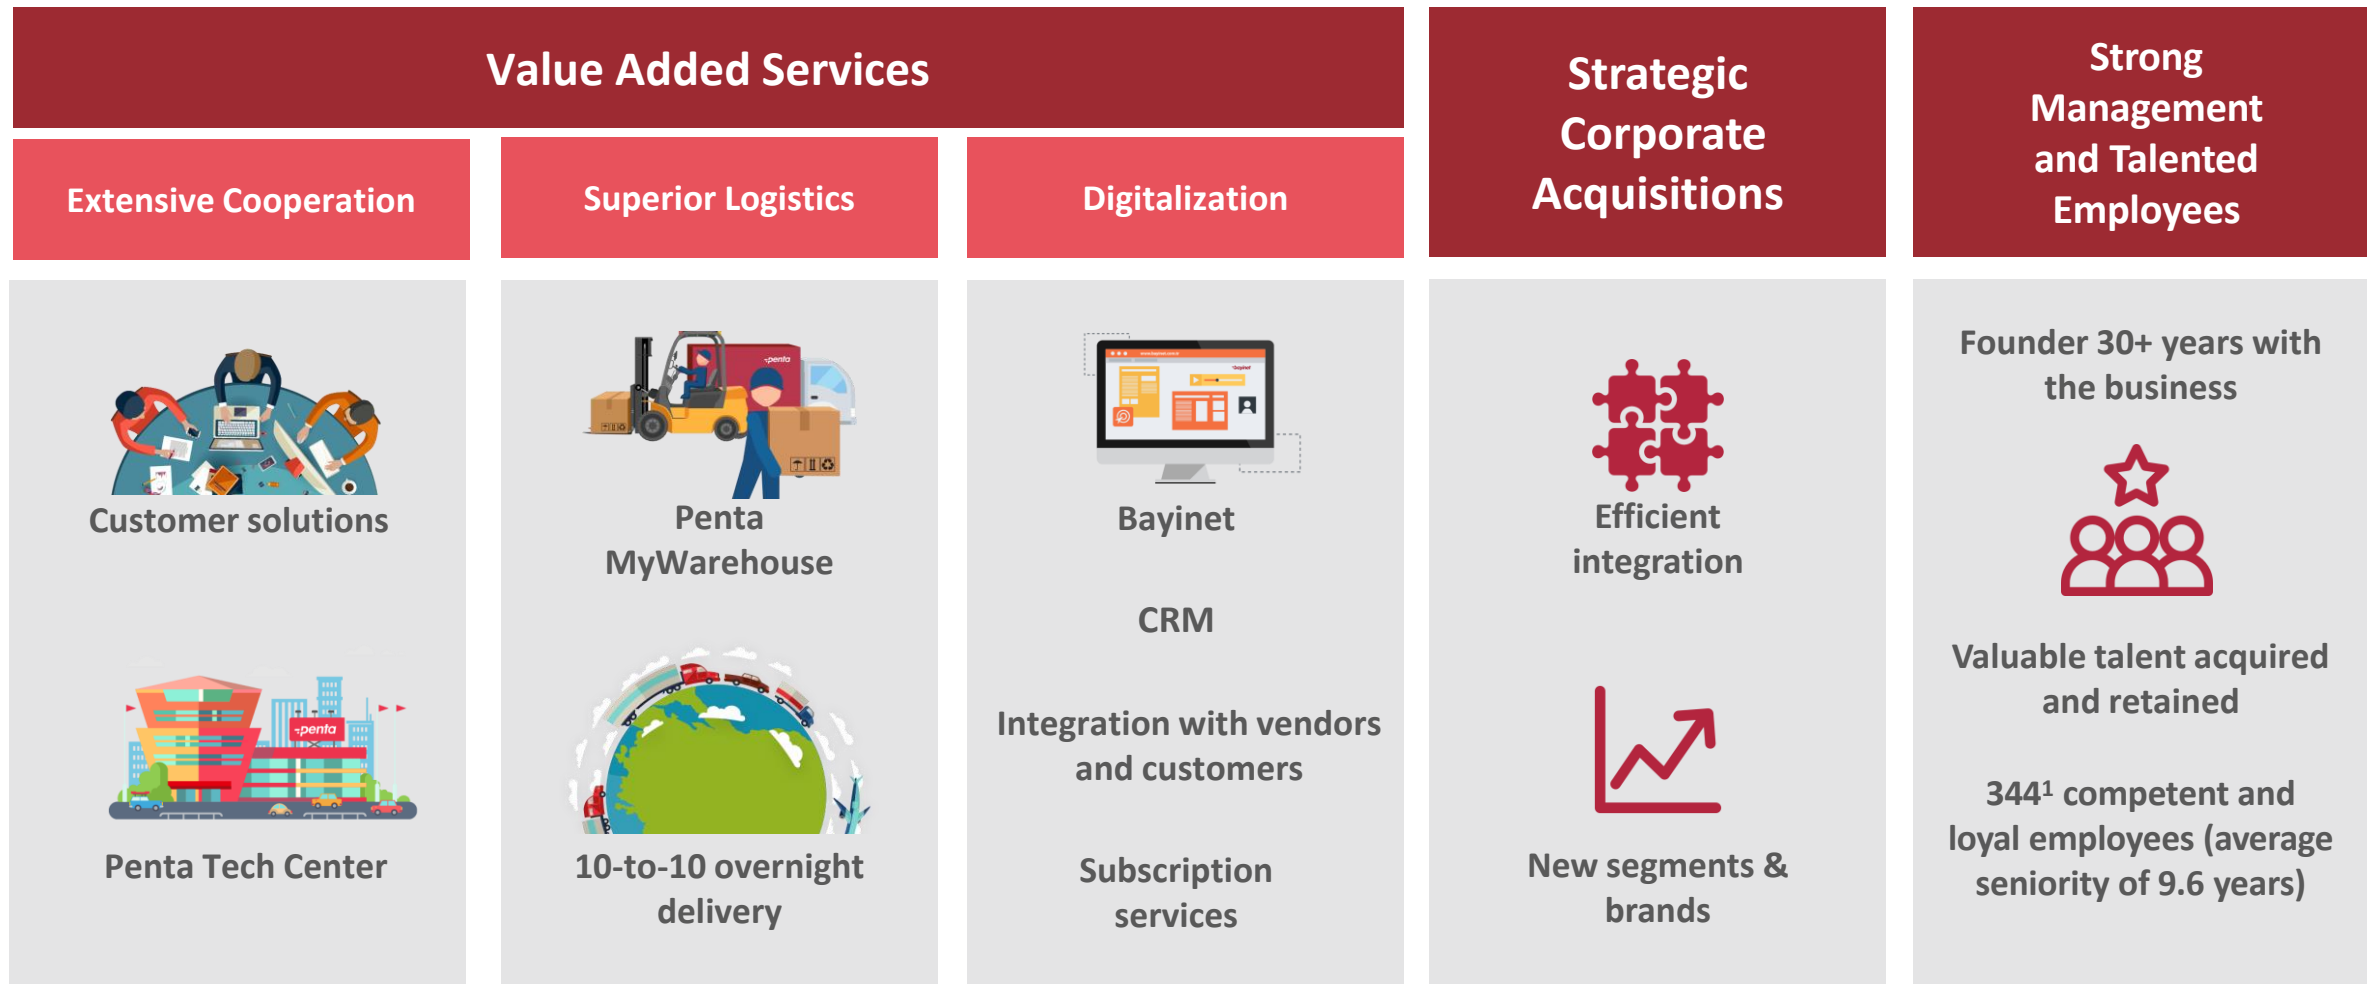 Value Added Services
Extensive Cooperation
Superior Logistics
Digitalization
Strategic
Corporate
Acquisitions
Strong
Management
and Talented
Employees
Customer solutions
penta
Penta Tech Center
penta
Penta
MyWarehouse
10-to-10 overnight
delivery
Bayinet
CRM
Integration with vendors
and customers
Subscription
services
Efficient
integration
New segments &
brands
Founder 30+ years with
the business
Valuable talent acquired
and retained
344¹ competent and
loyal employees (average
seniority of 9.6 years)